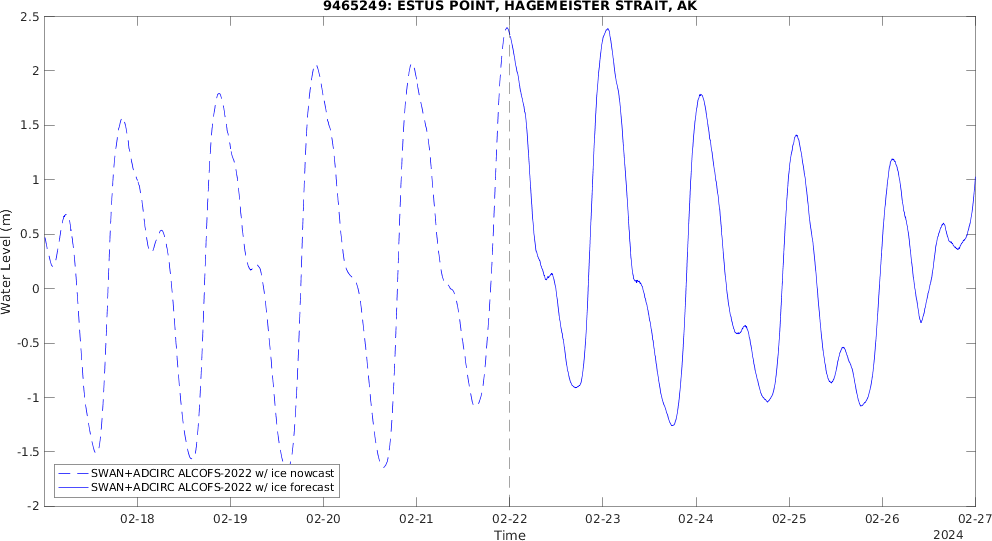 9465249: ESTUS POINT, HAGEMEISTER STRAIT, AK
2.5
2
1.5
1
0.5
0
-0.5
-1
-1.5
-2
Water Level (m)
SWAN+ADCIRC ALCOFS-2022 w/ ice nowcast
SWAN+ADCIRC ALCOFS-2022 w/ ice forecast
02-18 02-19 02-20 02-21 02-22 02-23 02-24 02-25 02-26 02-27
Time
2024